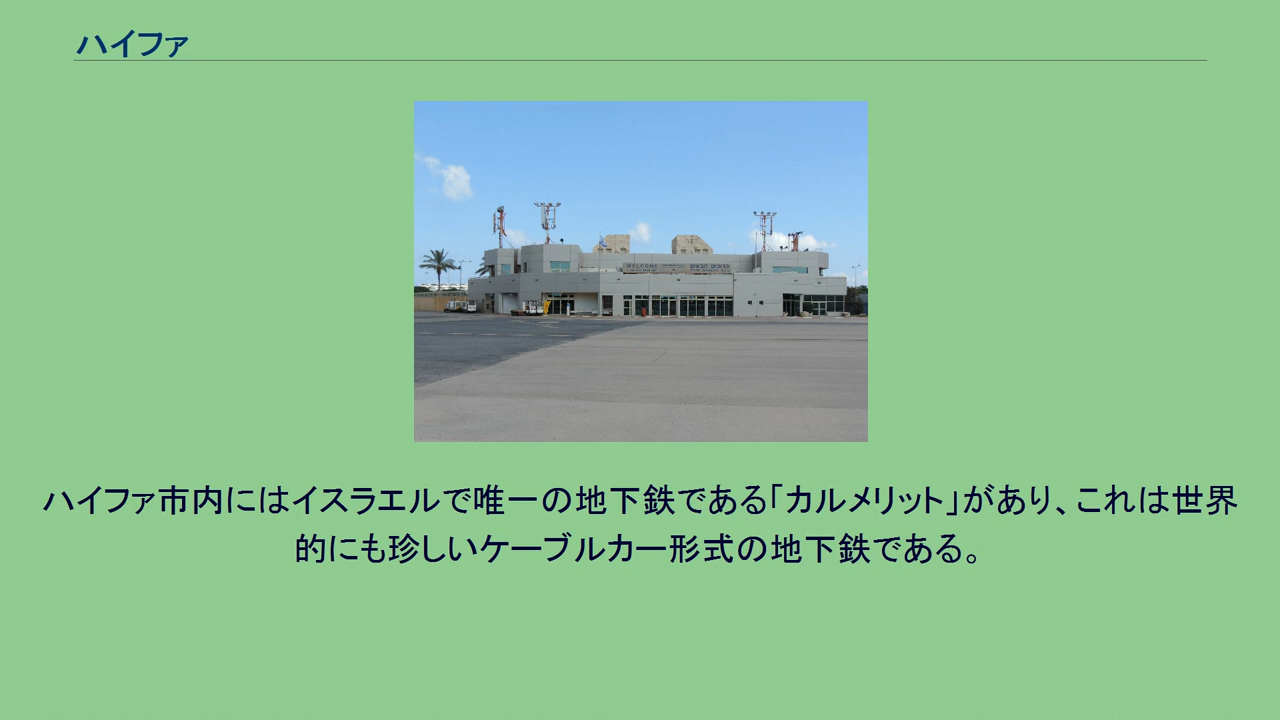 ハイファ
WELCOME
ハイファ市内にはイスラエルで唯一の地下鉄である「カルメリット」があり、これは世界
的にも珍しいケーブルカー形式の地下鉄である。